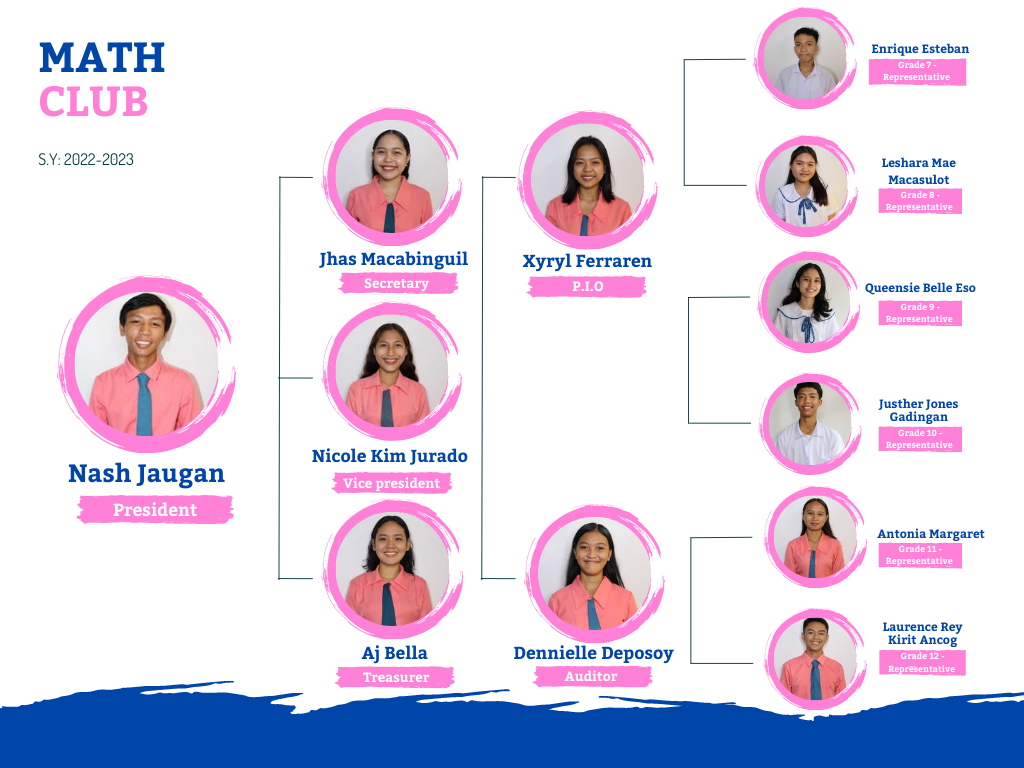 MATH
CLUB
S.Y: 2022-2023
Nash Jaugan
President
Jhas Macabinguil
Secretary
Nicole Kim Jurado
Vice president
Aj Bella
Treasurer
Xyryl Ferraren
P.I.O
Dennielle Deposoy
Auditor
Enrique Esteban
Grade 7 -
Representative
Leshara Mae
Macasulot
Grade 8 -
Representative
Queensie Belle Eso
Grade 9 -
Representative
Justher Jones
Gadingan
Grade 10 -
Representative
Antonia Margaret
Grade 11 -
Representative
Laurence Rey
Kirit Ancog
Grade 12 -
Representative